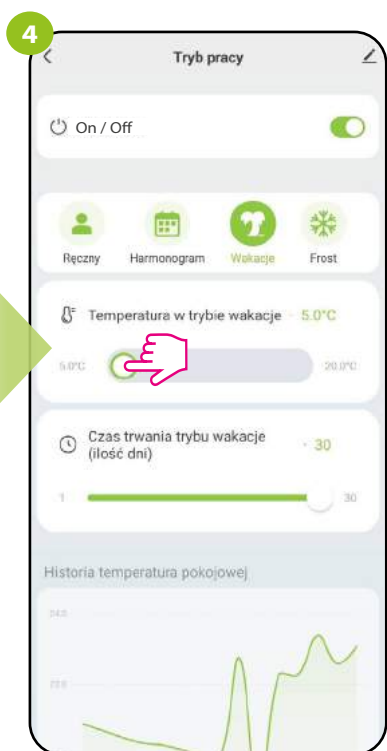 4
Tryb pracy
On / Off
Ręczny Harmonogram Wakacje Frost
Temperatura w trybie wakacje - 5.0°C
5.0°C 20.0°C
Czas trwania trybu wakacje
(ilość dni) - 30
1 30
Historia temperatura pokojowej